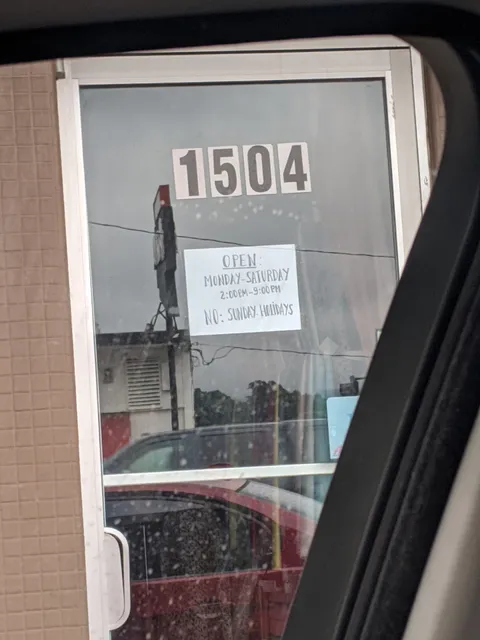 1504
OPEN:
MONDAY-SATURDAY
2:00PM-9:00PM
NO: SUNDAY HOLIDAYS